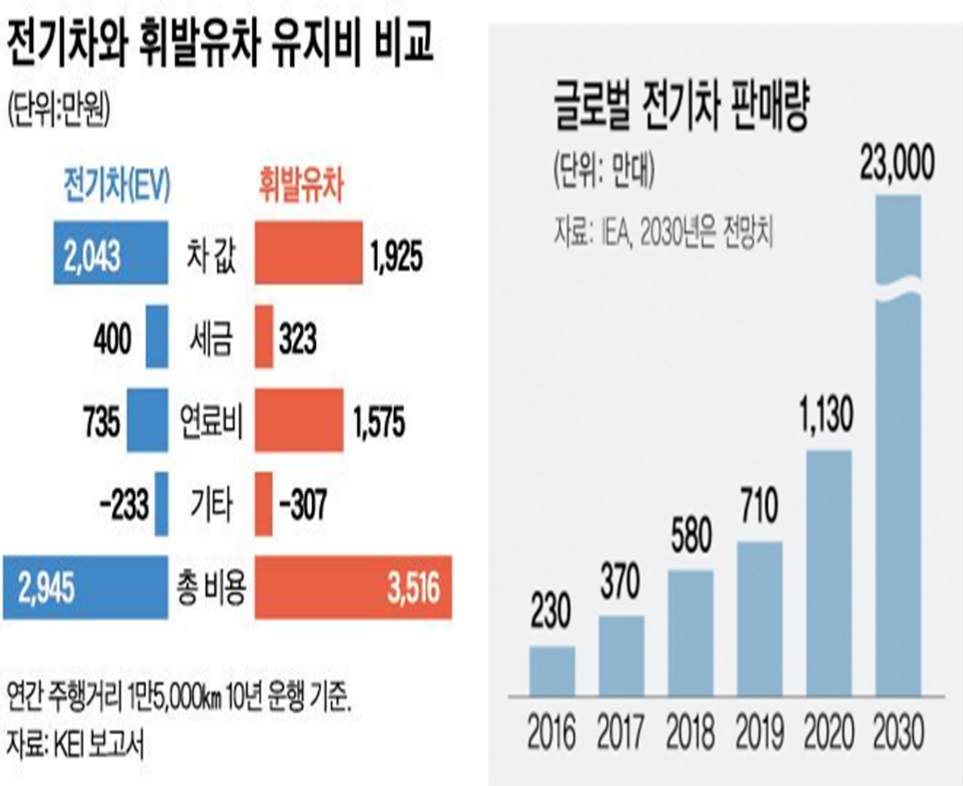 전기차와 휘발유차 유지비 비교
(단위:만원)
전기차(EV) 휘발유차
2,043 차 값 1,925
400 세금 323
735 연료비 1,575
-233 기타 -307
2,945 총 비용 3,516
연간 주행거리 1만5,000㎞ 10년 운행 기준.
자료: KEI 보고서
글로벌 전기차 판매량
(단위: 만대)
자료: IEA, 2030년은 전망치
230 370 580 710 1,130 23,000
2016 2017 2018 2019 2020 2030